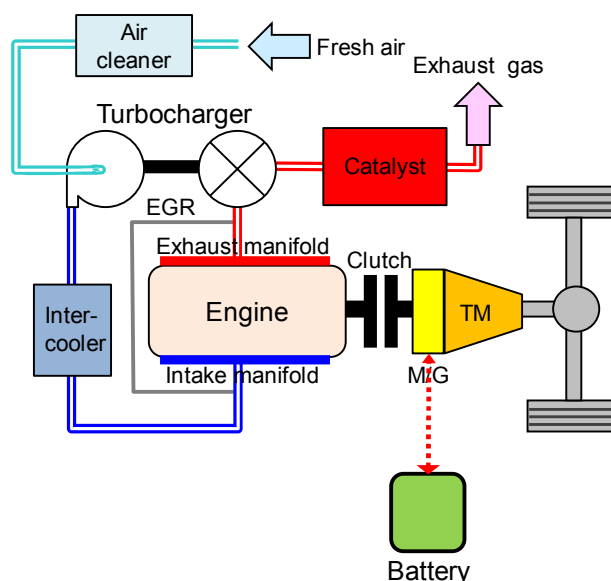 Air
cleaner
Fresh air
Exhaust gas
Turbocharger
Catalyst
EGR
Exhaust manifold
Clutch
Engine
TM
Inter-
cooler
Intake manifold
M/G
Battery